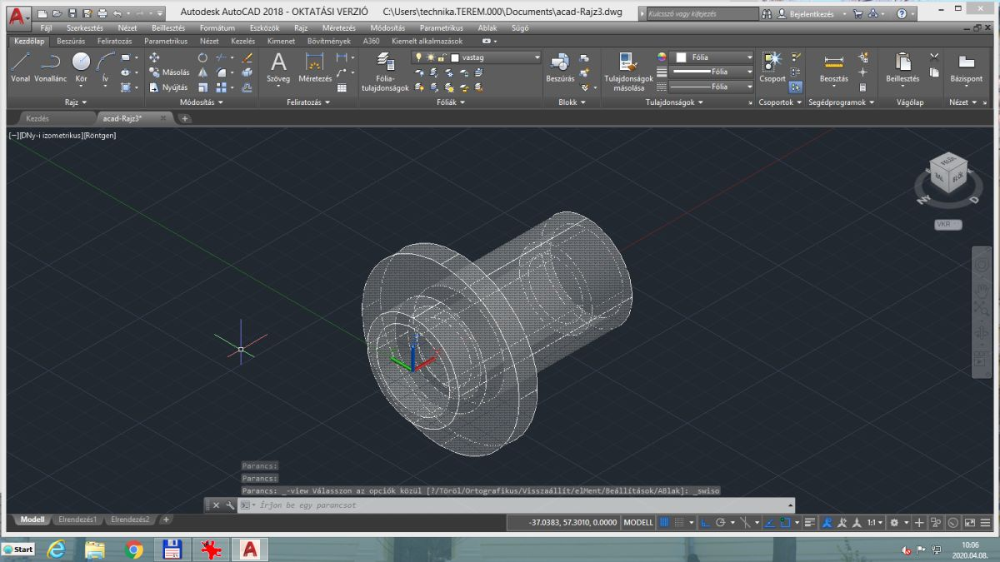 Autodesk AutoCAD 2018 - OKTATÁSI VERZIÓ C:\Users\technika.TEREM.000\Documents\acad-Rajz3.dwg
Kulcsszó vagy kifejezés
Bejelentkezés
Fájl Szerkesztés Nézet Beillesztés Formátum Eszközök Rajz Méretezés Módosítás Parametrikus Ablak Súgó
Kezdőlap Beszúrás Feliratozás Parametrikus Nézet Kezelés Kimenet Bővítmények A360 Kiemelt alkalmazások
Vonal Vonallánc Kör Ív
Másolás
Nyújtás
Szöveg Méretezés
Fólia-
tulajdonságok
vastag
Beszúrás
Tulajdonságok
másolása
Fólia
Fólia
Fólia
Csoport
Beosztás
Beillesztés
Bázispont
Rajz Módosítás Feliratozás Fóliák Blokk Tulajdonságok Csoportok Segédprogramok Vágólap Nézet
Kezdés acad-Rajz3*
[−][DNy-i izometrikus][Röntgen]
FELÜL
BAL
ELÖL
NY
D
VKR
Parancs:
Parancs:
Parancs: _-view Válasszon az opciók közül [?/Töröl/Ortografikus/Visszaállít/elMent/Beállítások/ABlak]: _swiso
Írjon be egy parancsot
Modell Elrendezés1 Elrendezés2
-37.0383, 57.3010, 0.0000 MODELL
1:1
Start
10:06
2020.04.08.